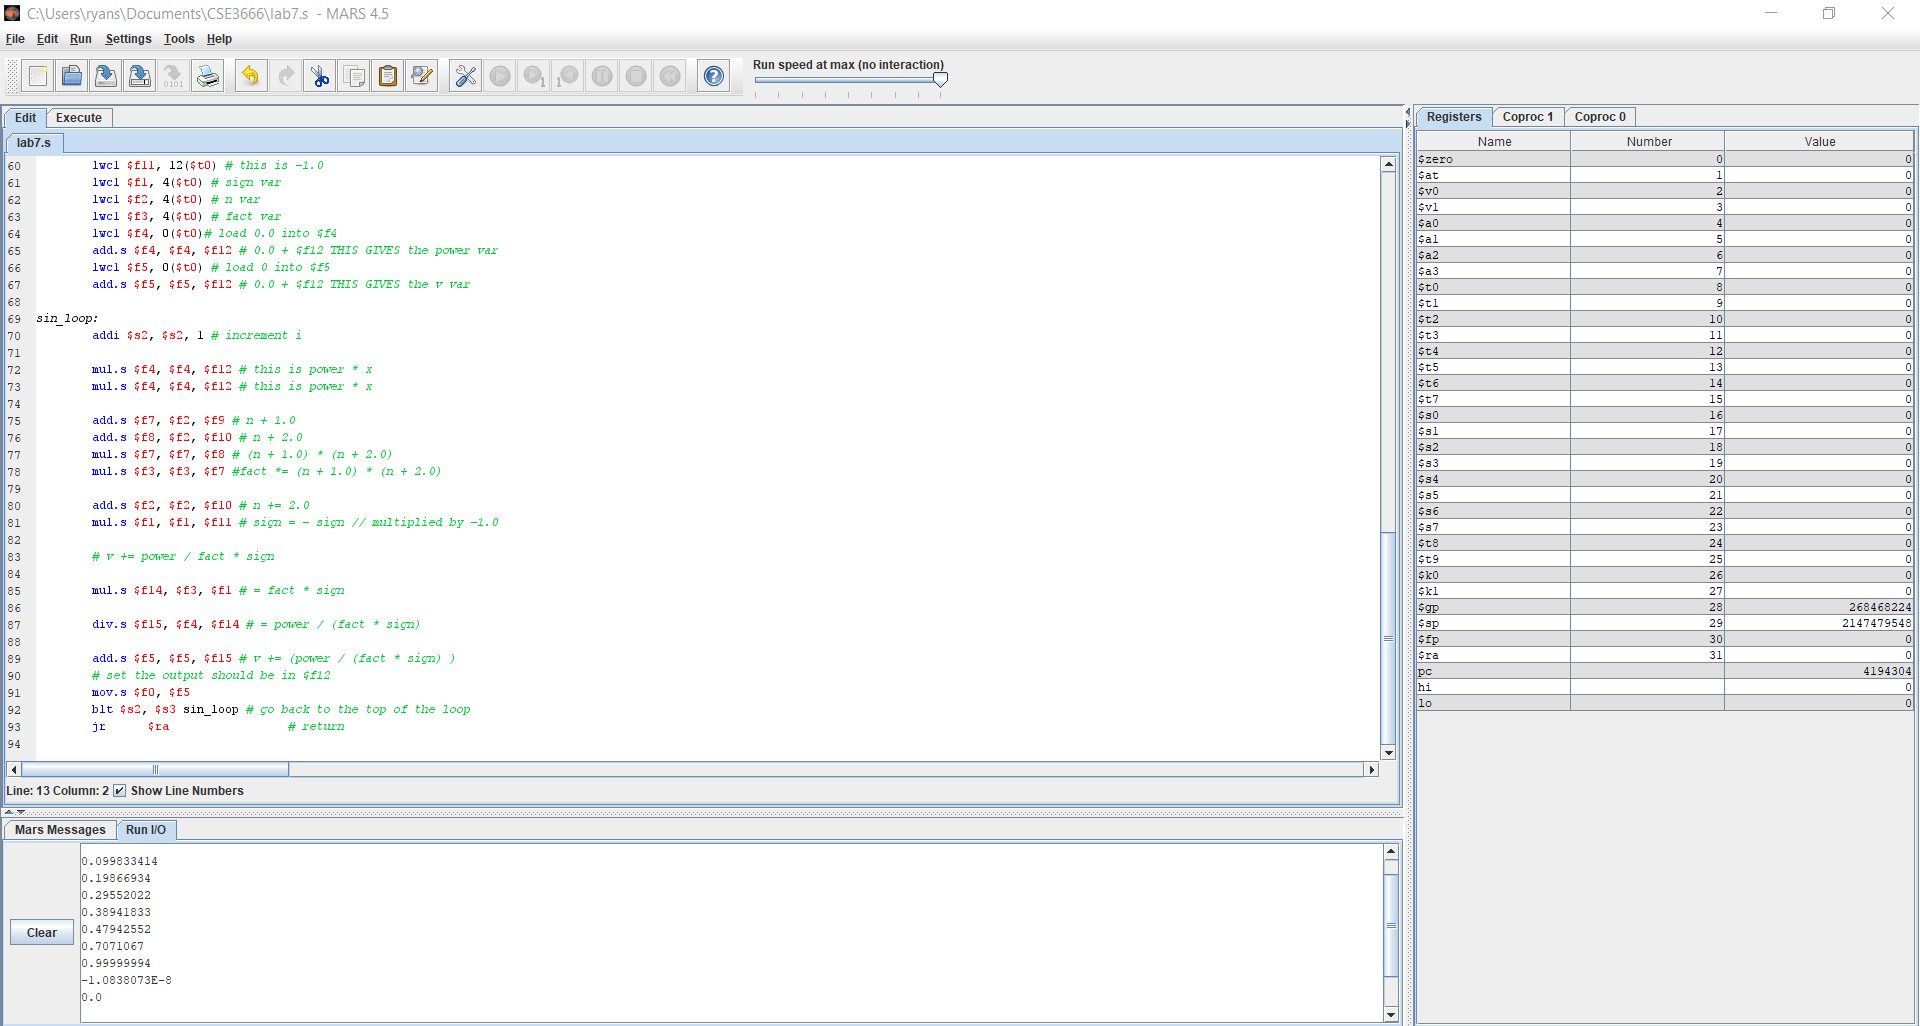 C:\Users\ryans\Documents\CSE3666\lab7.s - MARS 4.5
File Edit Run Settings Tools Help
Run speed at max (no interaction)
Edit Execute
lab7.s
60 lwc1 $f11, 12($t0) # this is -1.0
61 lwc1 $f1, 4($t0) # sign var
62 lwc1 $f2, 4($t0) # n var
63 lwc1 $f3, 4($t0) # fact var
64 lwc1 $f4, 0($t0)# load 0.0 into $f4
65 add.s $f4, $f4, $f12 # 0.0 + $f12 THIS GIVES the power var
66 lwc1 $f5, 0($t0) # load 0 into $f5
67 add.s $f5, $f5, $f12 # 0.0 + $f12 THIS GIVES the v var
68
69 sin_loop:
70 addi $s2, $s2, 1 # increment i
71
72 mul.s $f4, $f4, $f12 # this is power * x
73 mul.s $f4, $f4, $f12 # this is power * x
74
75 add.s $f7, $f2, $f9 # n + 1.0
76 add.s $f8, $f2, $f10 # n + 2.0
77 mul.s $f7, $f7, $f8 # (n + 1.0) * (n + 2.0)
78 mul.s $f3, $f3, $f7 #fact *= (n + 1.0) * (n + 2.0)
79
80 add.s $f2, $f2, $f10 # n += 2.0
81 mul.s $f1, $f1, $f11 # sign = - sign // multiplied by -1.0
82
83 # v += power / fact * sign
84
85 mul.s $f14, $f3, $f1 # = fact * sign
86
87 div.s $f15, $f4, $f14 # = power / (fact * sign)
88
89 add.s $f5, $f5, $f15 # v += (power / (fact * sign) )
90 # set the output should be in $f12
91 mov.s $f0, $f5
92 blt $s2, $s3 sin_loop # go back to the top of the loop
93 jr $ra # return
94
Line: 13 Column: 2 Show Line Numbers
Mars Messages Run I/O
Clear
0.099833414
0.19866934
0.29552022
0.38941833
0.47942552
0.7071067
0.99999994
-1.0838073E-8
0.0
Registers Coproc 1 Coproc 0
Name Number Value
$zero 0 0
$at 1 0
$v0 2 0
$v1 3 0
$a0 4 0
$a1 5 0
$a2 6 0
$a3 7 0
$t0 8 0
$t1 9 0
$t2 10 0
$t3 11 0
$t4 12 0
$t5 13 0
$t6 14 0
$t7 15 0
$s0 16 0
$s1 17 0
$s2 18 0
$s3 19 0
$s4 20 0
$s5 21 0
$s6 22 0
$s7 23 0
$t8 24 0
$t9 25 0
$k0 26 0
$k1 27 0
$gp 28 268468224
$sp 29 2147479548
$fp 30 0
$ra 31 0
pc 4194304
hi 0
lo 0